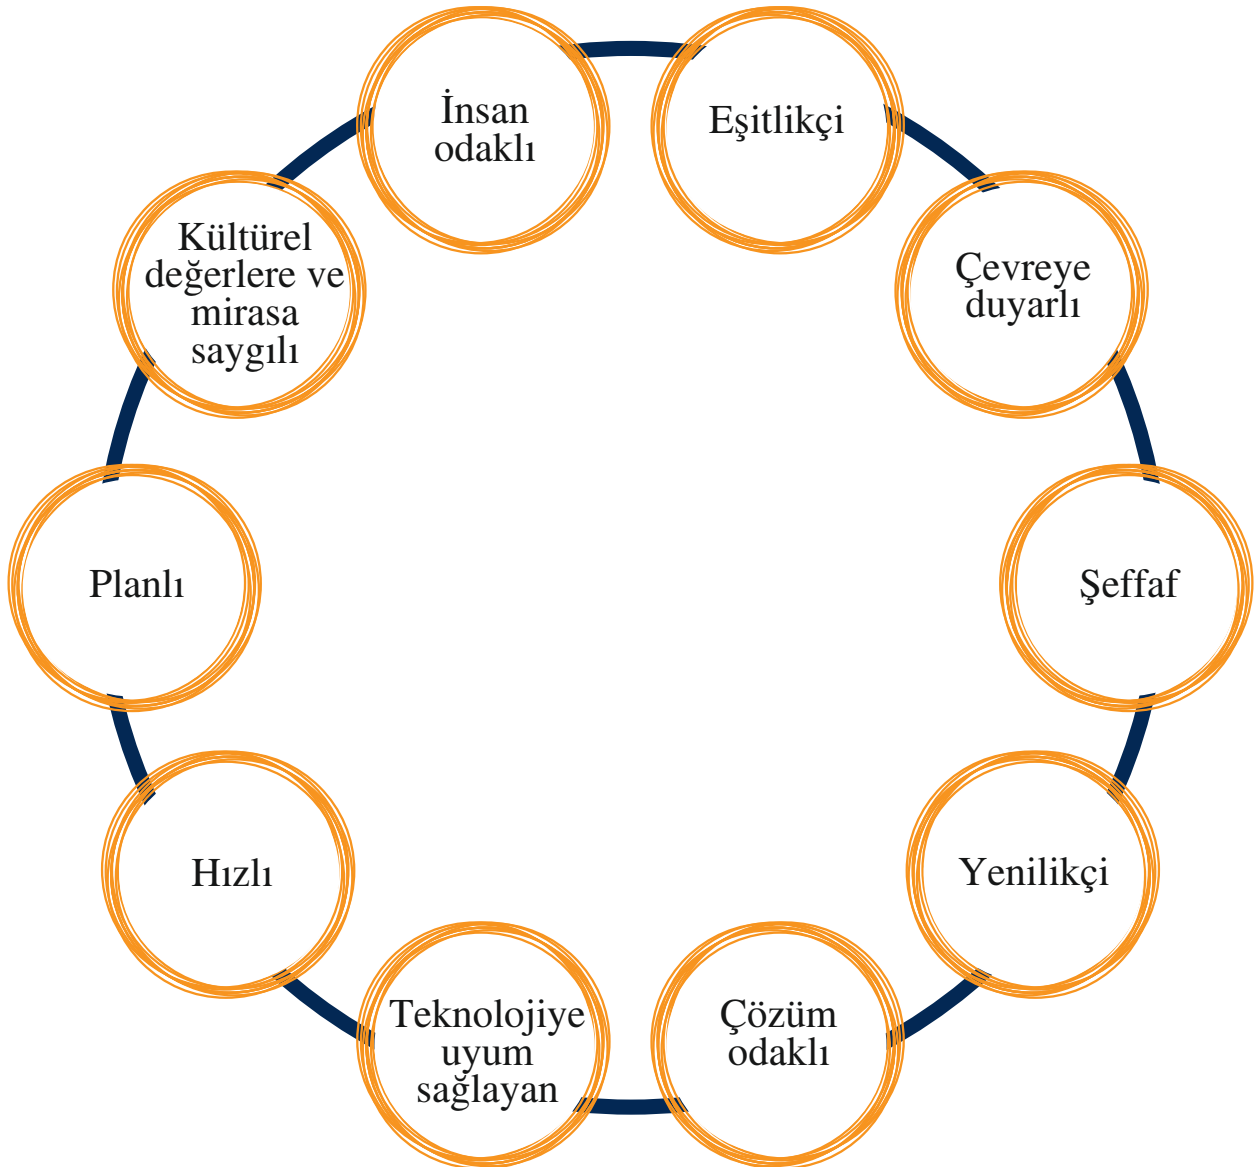 İnsan
odaklı
Eşitlikçi
Çevreye
duyarlı
Şeffaf
Yenilikçi
Çözüm
odaklı
Teknolojiye
uyum
sağlayan
Hızlı
Planlı
Kültürel
değerlere ve
mirasa
saygılı